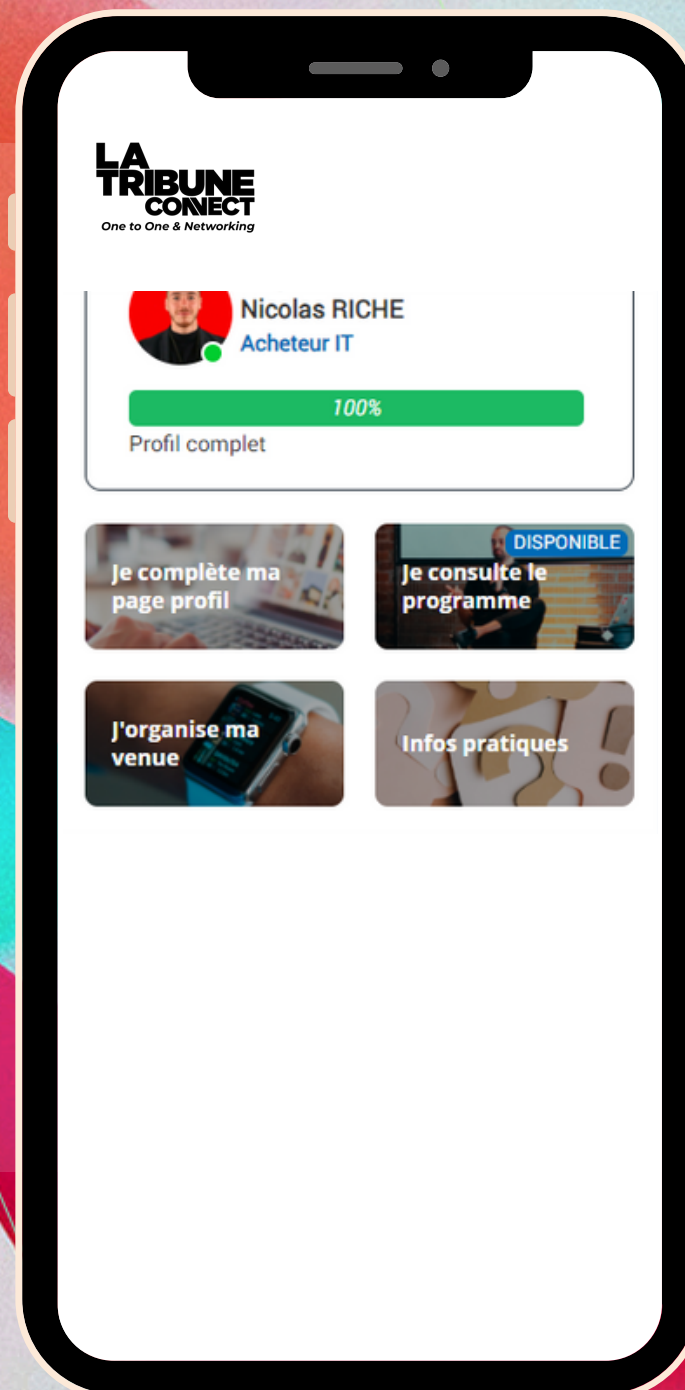 LA
TRIBUNE
CONNECT
One to One & Networking
Nicolas RICHE
Acheteur IT
100%
Profil complet
Je complète ma
page profil
DISPONIBLE
Je consulte le
programme
J'organise ma
venue
Infos pratiques